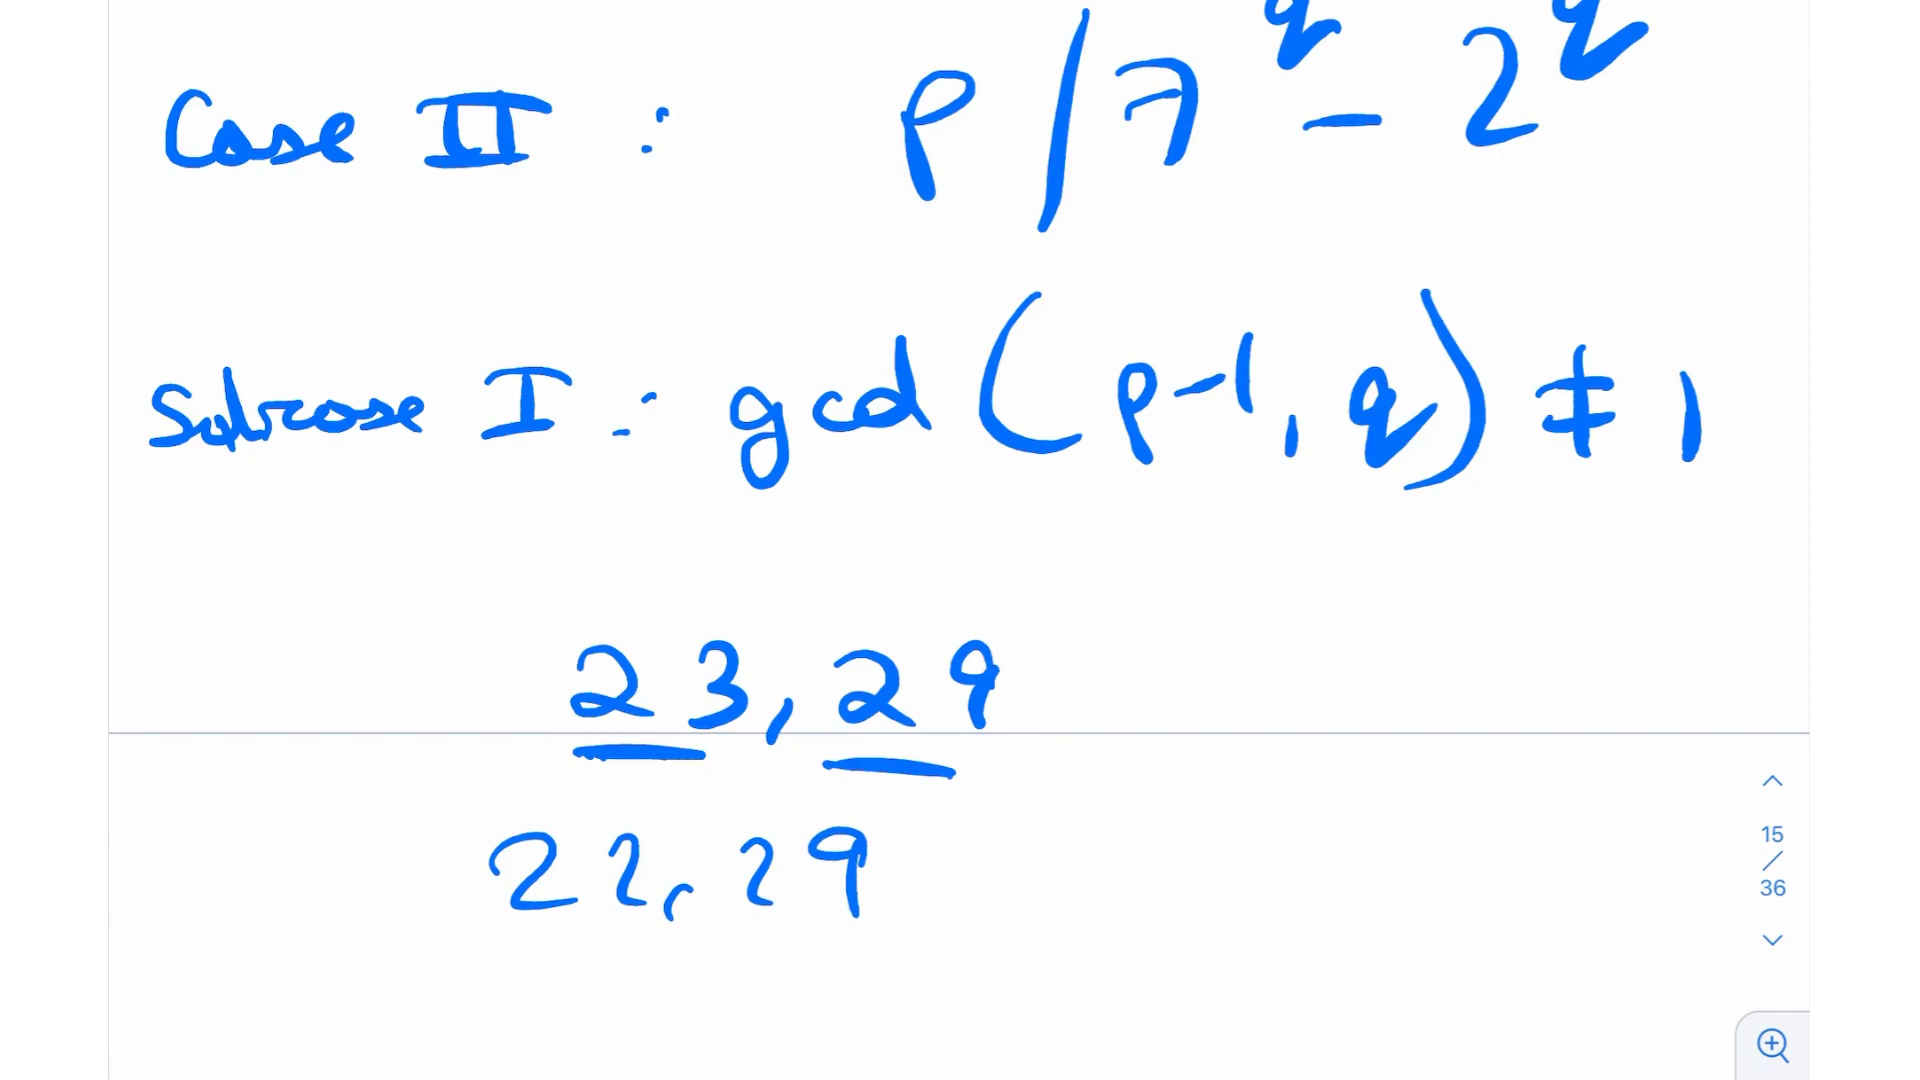 Case II : p / 7^q - 2^q
Subcase I : gcd ( p-1, q ) ≠ 1
23, 29
22, 29
15
/
36